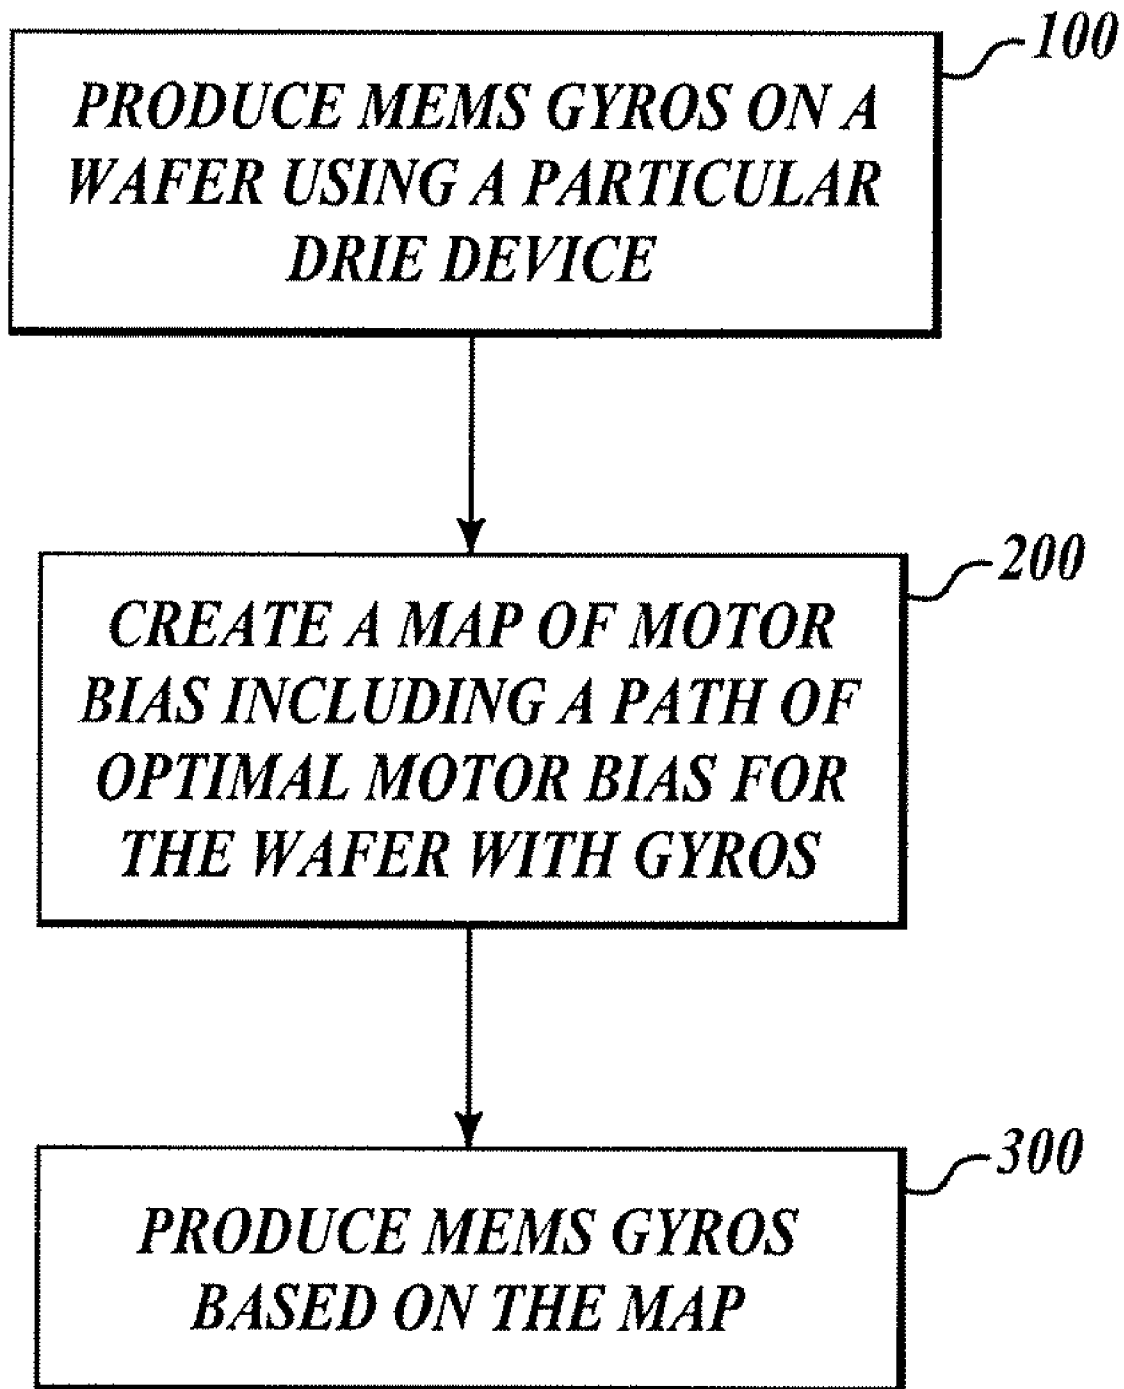 100
PRODUCE MEMS GYROS ON A
WAFER USING A PARTICULAR
DRIE DEVICE
200
CREATE A MAP OF MOTOR
BIAS INCLUDING A PATH OF
OPTIMAL MOTOR BIAS FOR
THE WAFER WITH GYROS
300
PRODUCE MEMS GYROS
BASED ON THE MAP